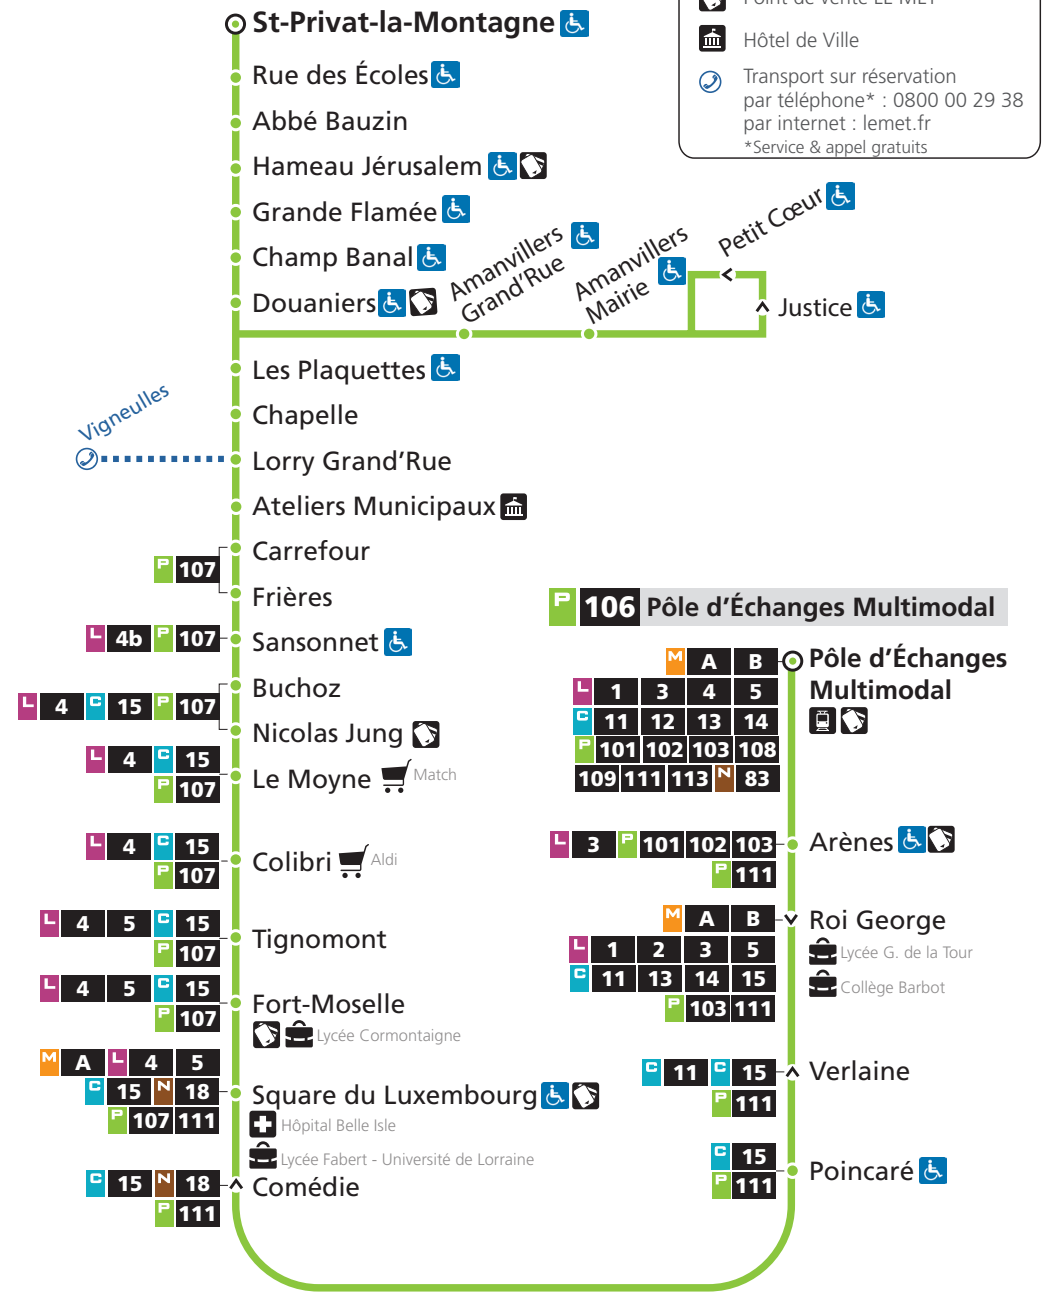 Point de vente LE MET'
Hôtel de Ville
Transport sur réservation
par téléphone* : 0800 00 29 38
par internet : lemet.fr
*Service & appel gratuits
St-Privat-la-Montagne
Rue des Écoles
Abbé Bauzin
Hameau Jérusalem
Grande Flamée
Champ Banal
Douaniers
Amanvillers
Grand'Rue
Amanvillers
Mairie
Petit Cœur
Justice
Les Plaquettes
Chapelle
Vigneulles
Lorry Grand'Rue
Ateliers Municipaux
Carrefour
P 107
Frières
L 4b P 107 Sansonnet
Buchoz
L 4 C 15 P 107
Nicolas Jung
L 4 C 15
P 107
Le Moyne Match
L 4 C 15
P 107
Colibri Aldi
L 4 5 C 15
P 107
Tignomont
L 4 5 C 15
P 107
Fort-Moselle
Lycée Cormontaigne
M A L 4 5
C 15 N 18
P 107 111
Square du Luxembourg
Hôpital Belle Isle
Lycée Fabert - Université de Lorraine
C 15 N 18
P 111
Comédie
P 106 Pôle d'Échanges Multimodal
M A B
L 1 3 4 5
C 11 12 13 14
P 101 102 103 108
109 111 113 N 83
Pôle d'Échanges
Multimodal
L 3 P 101 102 103
P 111
Arènes
M A B
L 1 2 3 5
C 11 13 14 15
P 103 111
Roi George
Lycée G. de la Tour
Collège Barbot
C 11 C 15
P 111
Verlaine
C 15
P 111
Poincaré